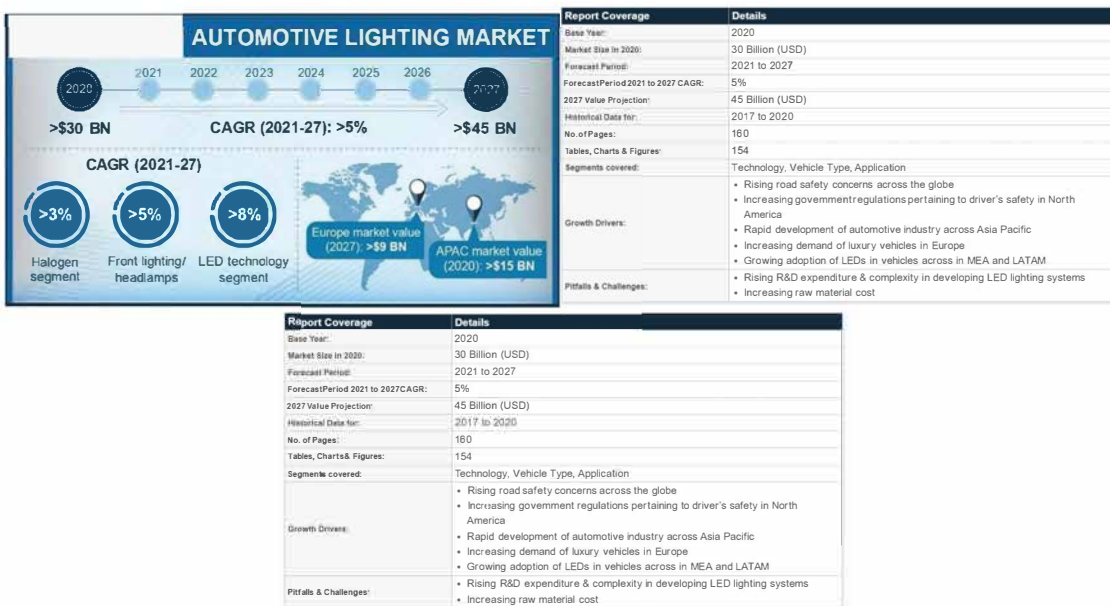 AUTOMOTIVE LIGHTING MARKET
2020 2021 2022 2023 2024 2025 2026 2027
>$30 BN CAGR (2021-27): >5% >$45 BN
CAGR (2021-27)
>3% >5% >8%
Halogen segment
Front lighting/ headlamps
LED technology segment
Europe market value
(2027): >$9 BN
APAC market value
(2020): >$15 BN
Report Coverage Details
Base Year: 2020
Market Size in 2020: 30 Billion (USD)
Forecast Period: 2021 to 2027
ForecastPeriod 2021 to 2027 CAGR: 5%
2027 Value Projection: 45 Billion (USD)
Historical Data for: 2017 to 2020
No. of Pages: 160
Tables, Charts & Figures: 154
Segments covered: Technology, Vehicle Type, Application
Growth Drivers:
• Rising road safety concerns across the globe
• Increasing government regulations pertaining to driver's safety in North
America
• Rapid development of automotive industry across Asia Pacific
• Increasing demand of luxury vehicles in Europe
• Growing adoption of LEDs in vehicles across in MEA and LATAM
Pitfalls & Challenges:
• Rising R&D expenditure & complexity in developing LED lighting systems
• Increasing raw material cost
Report Coverage Details
Base Year: 2020
Market Size in 2020: 30 Billion (USD)
Forecast Period: 2021 to 2027
ForecastPeriod 2021 to 2027CAGR: 5%
2027 Value Projection: 45 Billion (USD)
Historical Data for: 2017 to 2020
No. of Pages: 160
Tables, Charts& Figures: 154
Segments covered: Technology, Vehicle Type, Application
Growth Drivers:
• Rising road safety concerns across the globe
• Increasing government regulations pertaining to driver's safety in North
America
• Rapid development of automotive industry across Asia Pacific
• Increasing demand of luxury vehicles in Europe
• Growing adoption of LEDs in vehicles across in MEA and LATAM
Pitfalls & Challenges:
• Rising R&D expenditure & complexity in developing LED lighting systems
• Increasing raw material cost